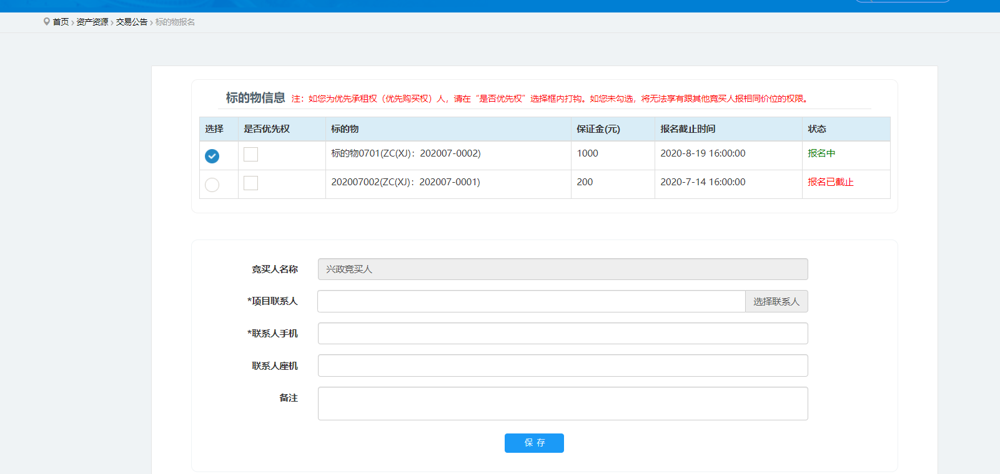 首页 › 资产资源 › 交易公告 › 标的物报名
标的物信息 注：如您为优先承租权（优先购买权）人，请在“是否优先权”选择框内打钩。如您未勾选，将无法享有跟其他竞买人报相同价位的权限。
选择 是否优先权 标的物 保证金(元) 报名截止时间 状态
标的物0701(ZC(XJ)：202007-0002) 1000 2020-8-19 16:00:00 报名中
202007002(ZC(XJ)：202007-0001) 200 2020-7-14 16:00:00 报名已截止
竞买人名称 兴政竞买人
*项目联系人 选择联系人
*联系人手机
联系人座机
备注
保 存